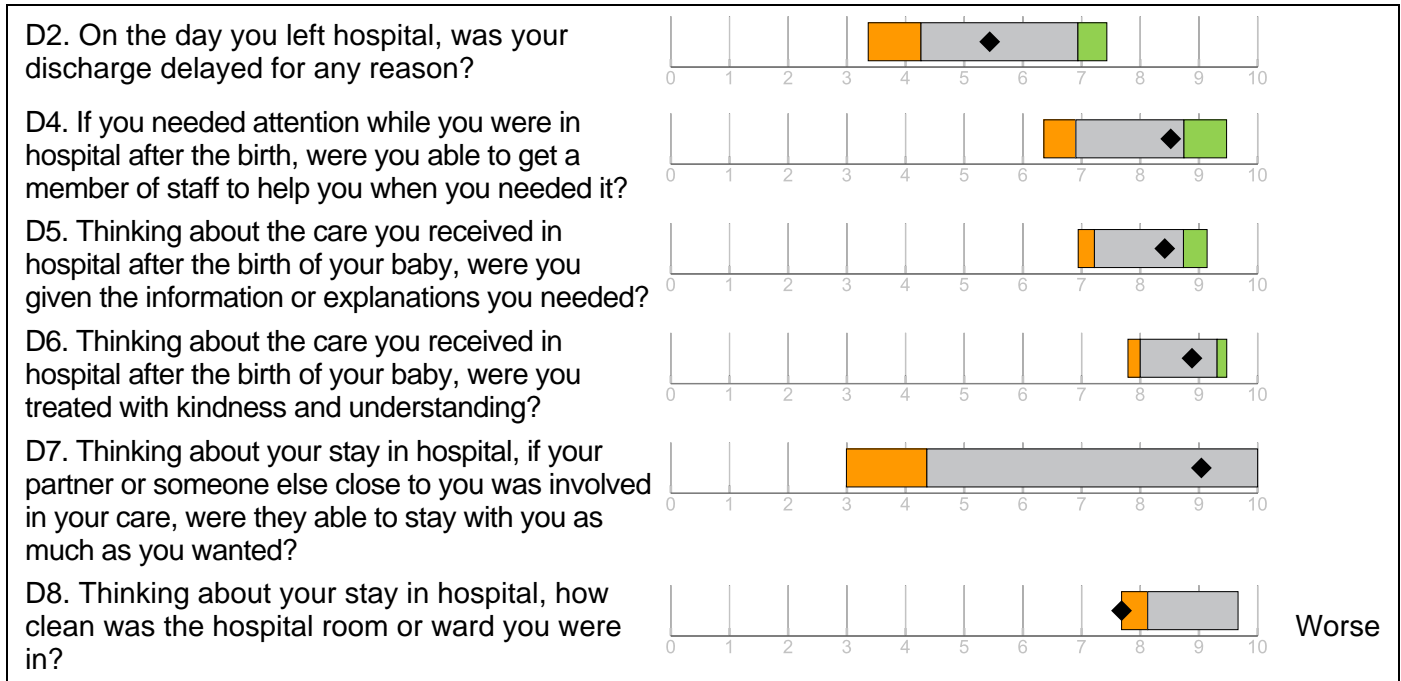 D2. On the day you left hospital, was your
discharge delayed for any reason?
0 1 2 3 4 5 6 7 8 9 10
D4. If you needed attention while you were in
hospital after the birth, were you able to get a
member of staff to help you when you needed it?
0 1 2 3 4 5 6 7 8 9 10
D5. Thinking about the care you received in
hospital after the birth of your baby, were you
given the information or explanations you needed?
0 1 2 3 4 5 6 7 8 9 10
D6. Thinking about the care you received in
hospital after the birth of your baby, were you
treated with kindness and understanding?
0 1 2 3 4 5 6 7 8 9 10
D7. Thinking about your stay in hospital, if your
partner or someone else close to you was involved
in your care, were they able to stay with you as
much as you wanted?
0 1 2 3 4 5 6 7 8 9 10
D8. Thinking about your stay in hospital, how
clean was the hospital room or ward you were
in?
0 1 2 3 4 5 6 7 8 9 10
Worse